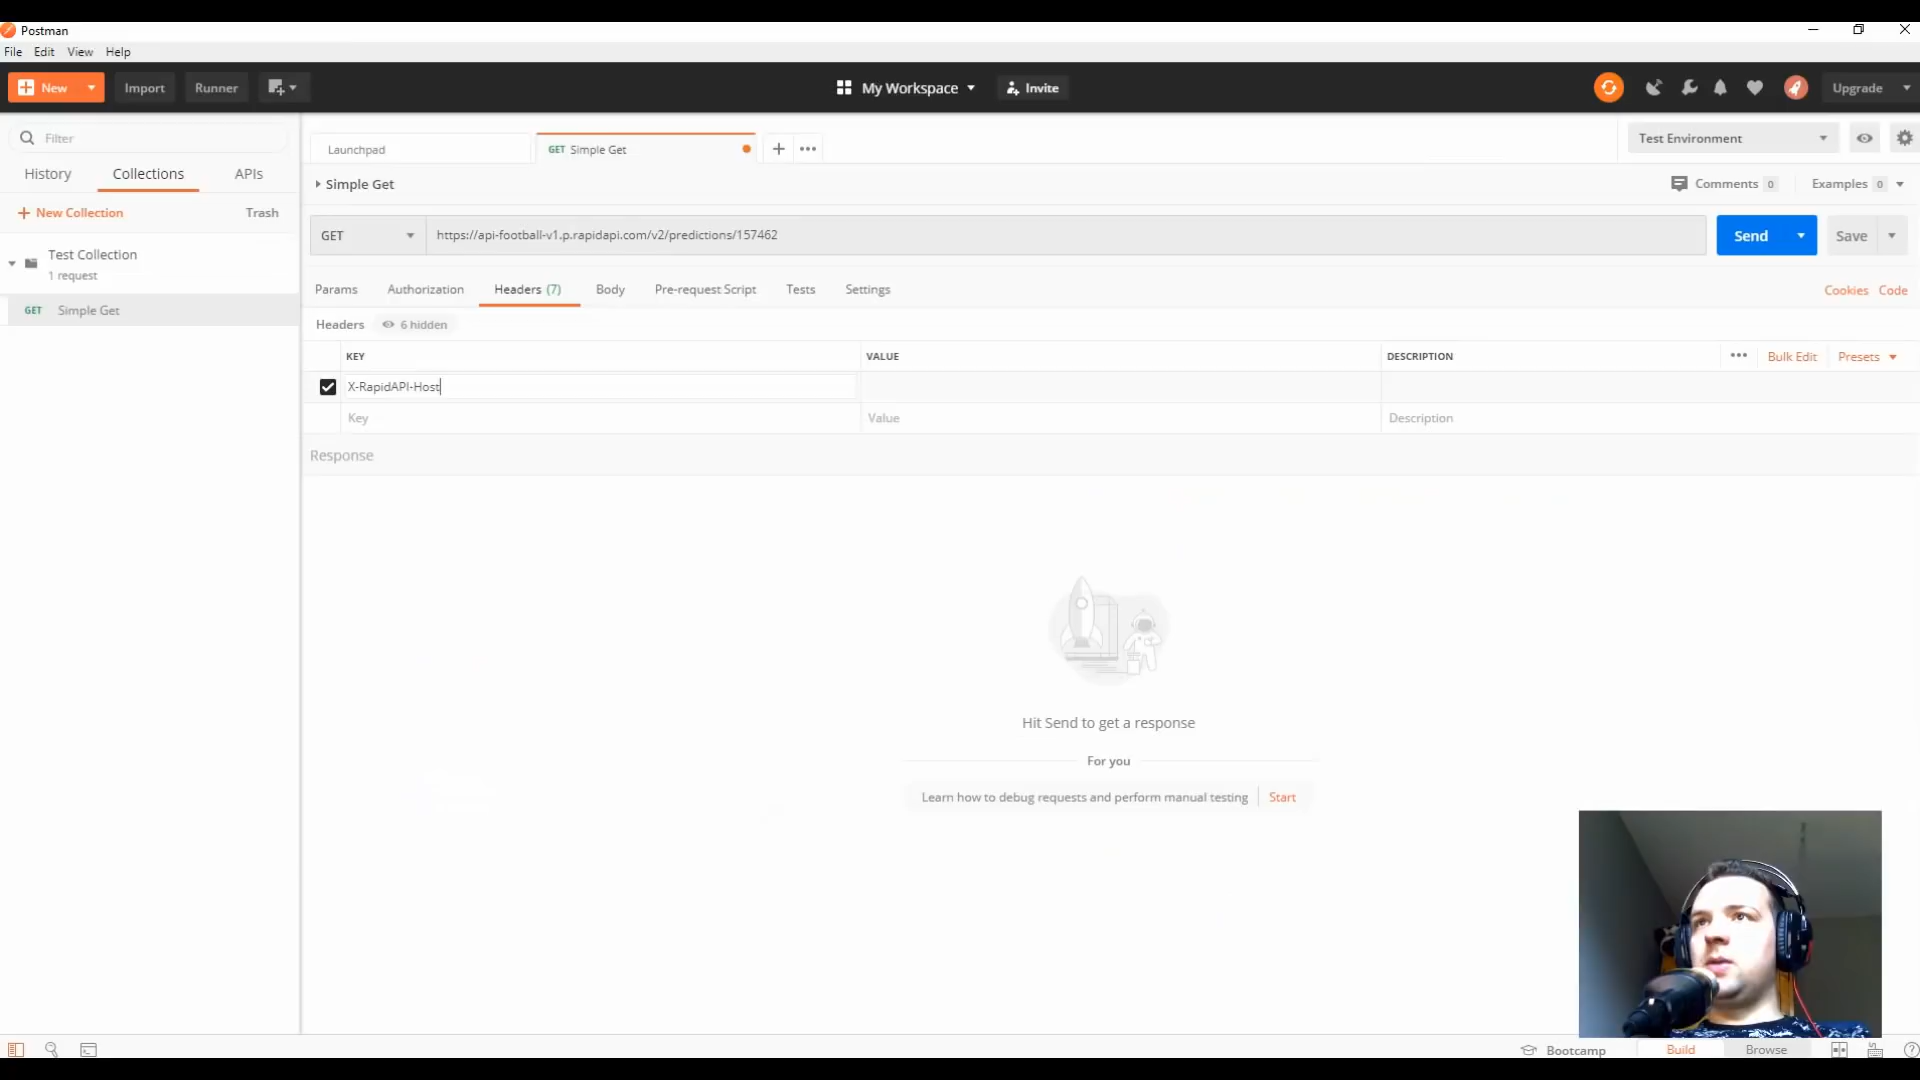 Postman
File Edit View Help
New Import Runner My Workspace Invite Upgrade
Filter
Launchpad GET Simple Get Test Environment
History Collections APIs
Simple Get Comments 0 Examples 0
New Collection Trash
GET https://api-football-v1.p.rapidapi.com/v2/predictions/157462 Send Save
Test Collection
1 request
Params Authorization Headers (7) Body Pre-request Script Tests Settings Cookies Code
GET Simple Get
Headers 6 hidden
KEY VALUE DESCRIPTION Bulk Edit Presets
X-RapidAPI-Host
Key Value Description
Response
Hit Send to get a response
For you
Learn how to debug requests and perform manual testing Start
Bootcamp Build Browse